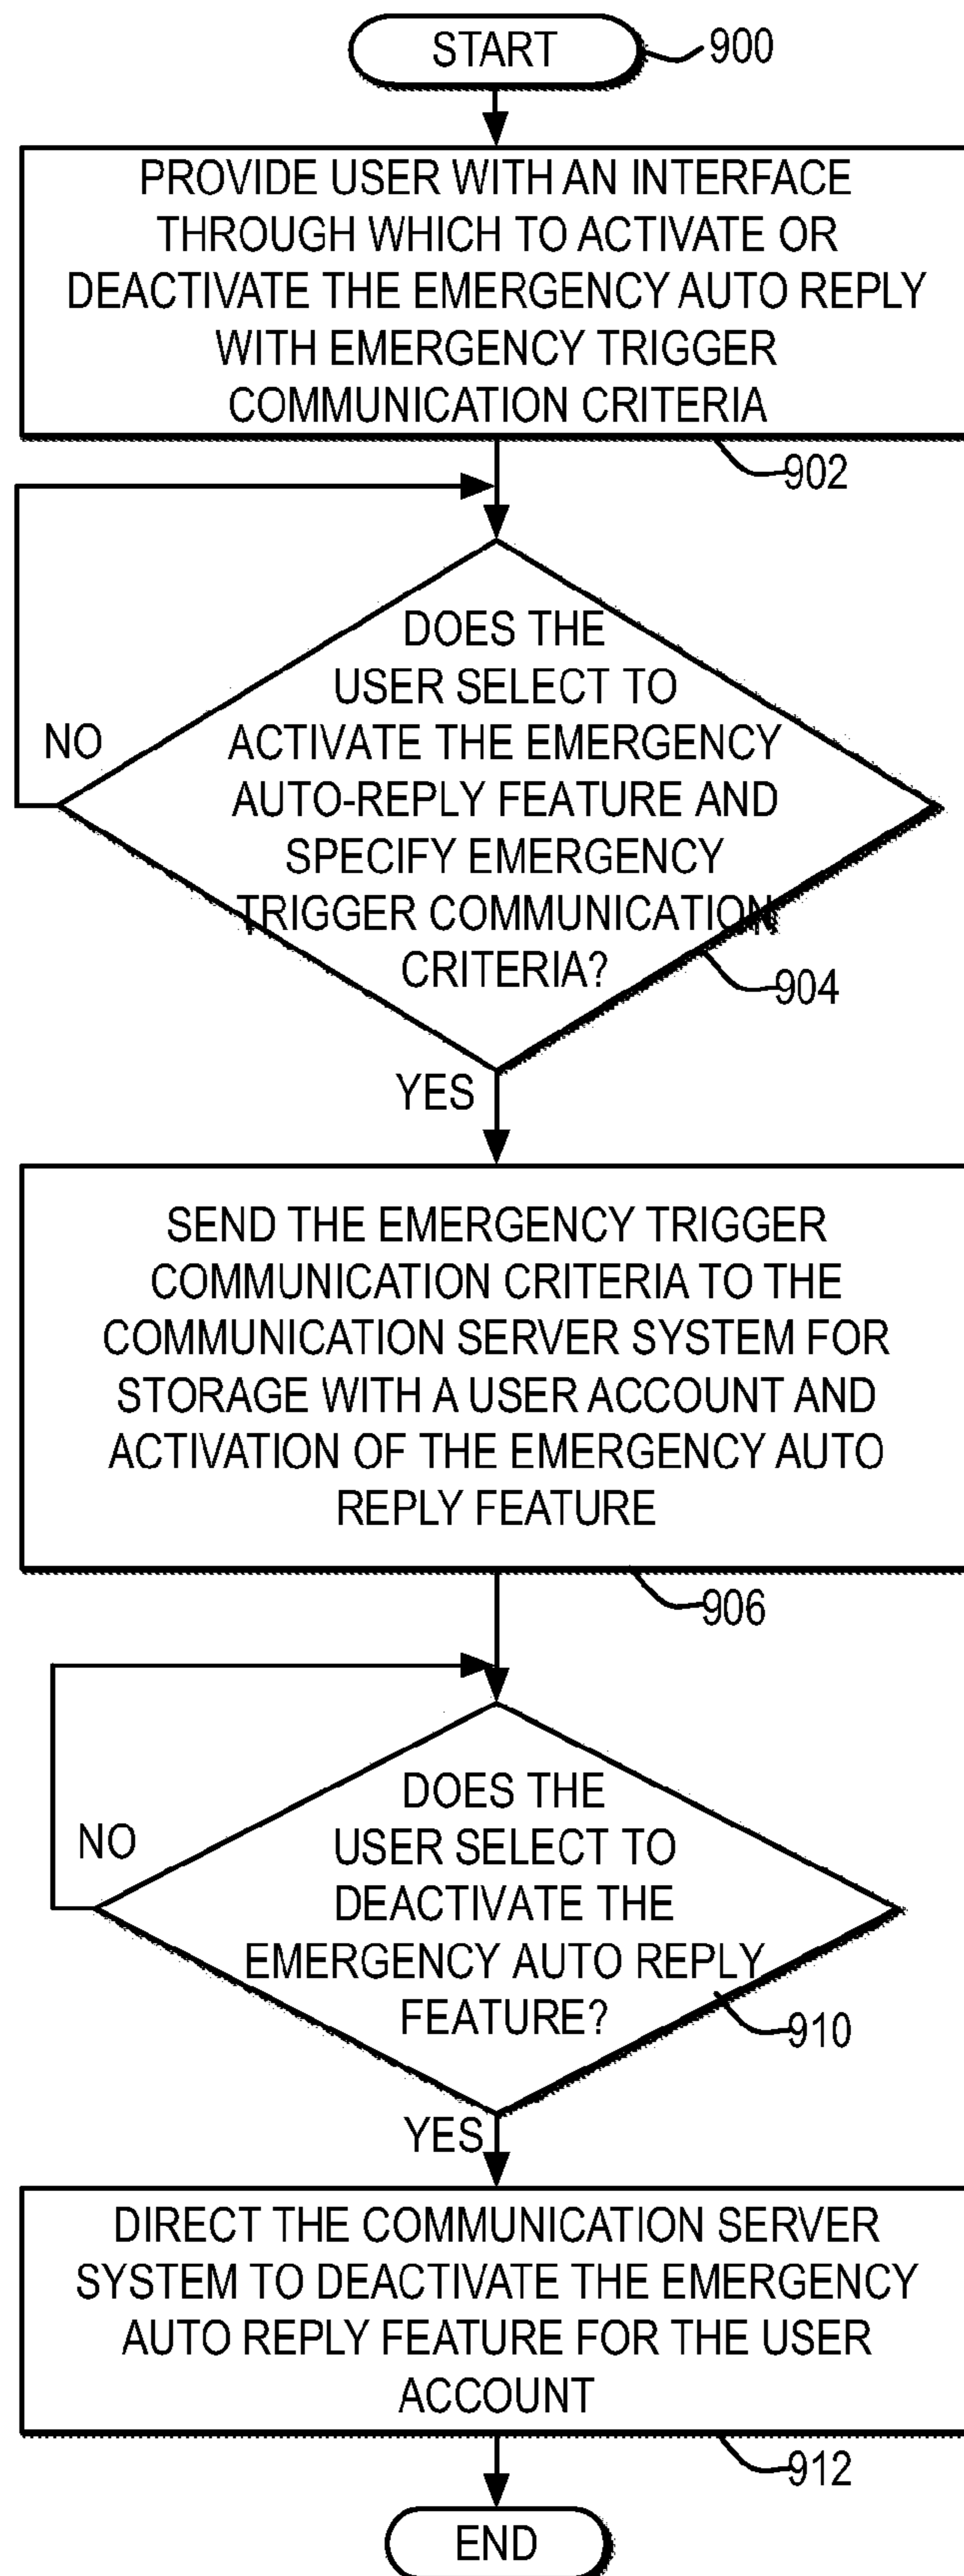 START
900
PROVIDE USER WITH AN INTERFACE
THROUGH WHICH TO ACTIVATE OR
DEACTIVATE THE EMERGENCY AUTO REPLY
WITH EMERGENCY TRIGGER
COMMUNICATION CRITERIA
902
DOES THE
USER SELECT TO
ACTIVATE THE EMERGENCY
AUTO-REPLY FEATURE AND
SPECIFY EMERGENCY
TRIGGER COMMUNICATION
CRITERIA?
NO
904
YES
SEND THE EMERGENCY TRIGGER
COMMUNICATION CRITERIA TO THE
COMMUNICATION SERVER SYSTEM FOR
STORAGE WITH A USER ACCOUNT AND
ACTIVATION OF THE EMERGENCY AUTO
REPLY FEATURE
906
DOES THE
USER SELECT TO
DEACTIVATE THE
EMERGENCY AUTO REPLY
FEATURE?
NO
910
YES
DIRECT THE COMMUNICATION SERVER
SYSTEM TO DEACTIVATE THE EMERGENCY
AUTO REPLY FEATURE FOR THE USER
ACCOUNT
912
END